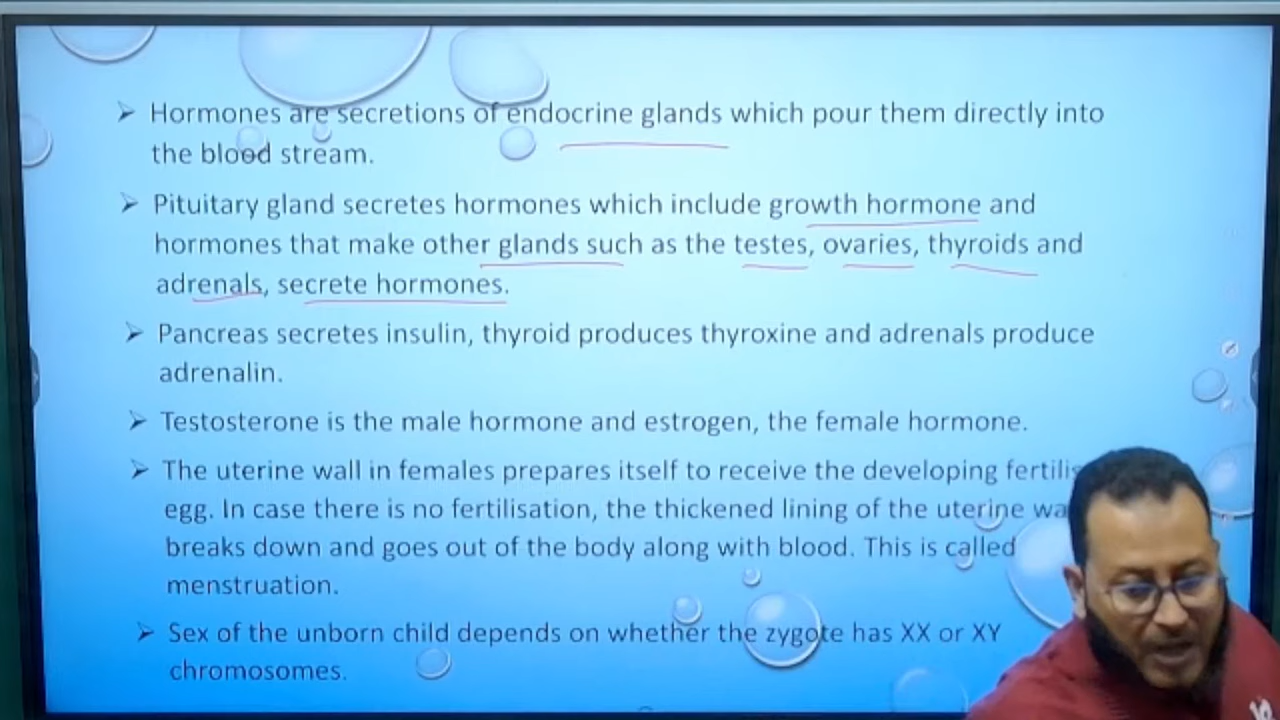 ➢ Hormones are secretions of endocrine glands which pour them directly into
the blood stream.
➢ Pituitary gland secretes hormones which include growth hormone and
hormones that make other glands such as the testes, ovaries, thyroids and
adrenals, secrete hormones.
➢ Pancreas secretes insulin, thyroid produces thyroxine and adrenals produce
adrenalin.
➢ Testosterone is the male hormone and estrogen, the female hormone.
➢ The uterine wall in females prepares itself to receive the developing
egg. In case there is no fertilisation, the thickened lining of the uterine
breaks down and goes out of the body along with blood. This is called
menstruation.
➢ Sex of the unborn child depends on whether the zygote has XX or XY
chromosomes.